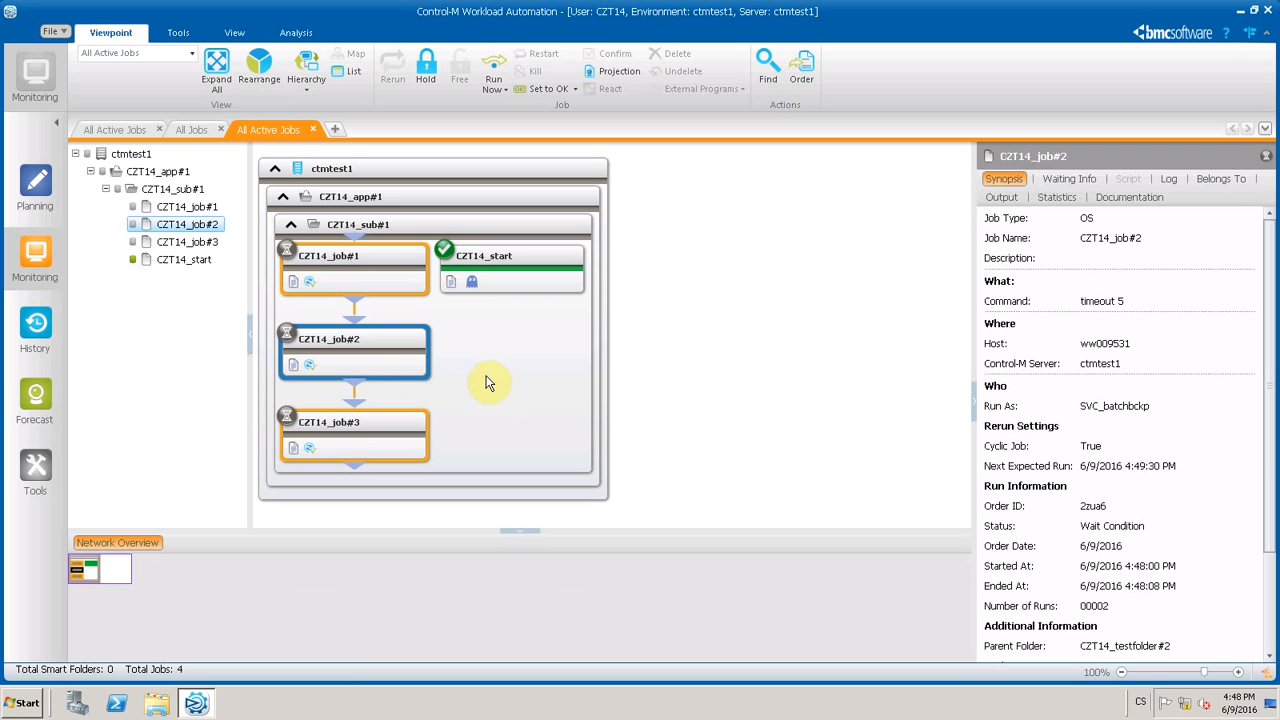 Control-M Workload Automation - [User: CZT14, Environment: ctmtest1, Server: ctmtest1]
File
Viewpoint
Tools
View
Analysis
bmcsoftware
?
All Active Jobs
Expand All
Rearrange
Hierarchy
Map
List
View
Rerun
Hold
Free
Run Now
Restart
Kill
Set to OK
Confirm
Projection
React
Delete
Undelete
External Programs
Job
Find
Order
Actions
Monitoring
Planning
Monitoring
History
Forecast
Tools
All Active Jobs
All Jobs
All Active Jobs
ctmtest1
CZT14_app#1
CZT14_sub#1
CZT14_job#1
CZT14_job#2
CZT14_job#3
CZT14_start
ctmtest1
CZT14_app#1
CZT14_sub#1
CZT14_job#1
CZT14_start
CZT14_job#2
CZT14_job#3
Network Overview
CZT14_job#2
Synopsis
Waiting Info
Script
Log
Belongs To
Output
Statistics
Documentation
Job Type: OS
Job Name: CZT14_job#2
Description:
What:
Command: timeout 5
Where
Host: ww009531
Control-M Server: ctmtest1
Who
Run As: SVC_batchbckp
Rerun Settings
Cyclic Job: True
Next Expected Run: 6/9/2016 4:49:30 PM
Run Information
Order ID: 2zua6
Status: Wait Condition
Order Date: 6/9/2016
Started At: 6/9/2016 4:48:00 PM
Ended At: 6/9/2016 4:48:08 PM
Number of Runs: 00002
Additional Information
Parent Folder: CZT14_testfolder#2
Total Smart Folders: 0 Total Jobs: 4
100%
Start
CS
4:48 PM
6/9/2016